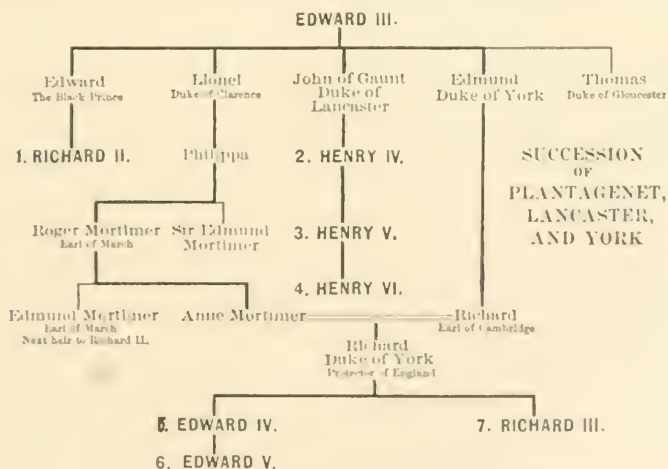 EDWARD III.
Edward
The Black Prince
Lionel
Duke of Clarence
John of Gaunt
Duke of
Lancaster
Edmund
Duke of York
Thomas
Duke of Gloucester
1. RICHARD II.
Philippa
2. HENRY IV.
SUCCESSION
OF
PLANTAGENET,
LANCASTER,
AND YORK
Roger Mortimer
Earl of March
Sir Edmund
Mortimer
3. HENRY V.
4. HENRY VI.
Edmund Mortimer
Earl of March
Next heir to Richard II.
Anne Mortimer
Richard
Earl of Cambridge
Richard
Duke of York
Protector of England
5. EDWARD IV.
7. RICHARD III.
6. EDWARD V.